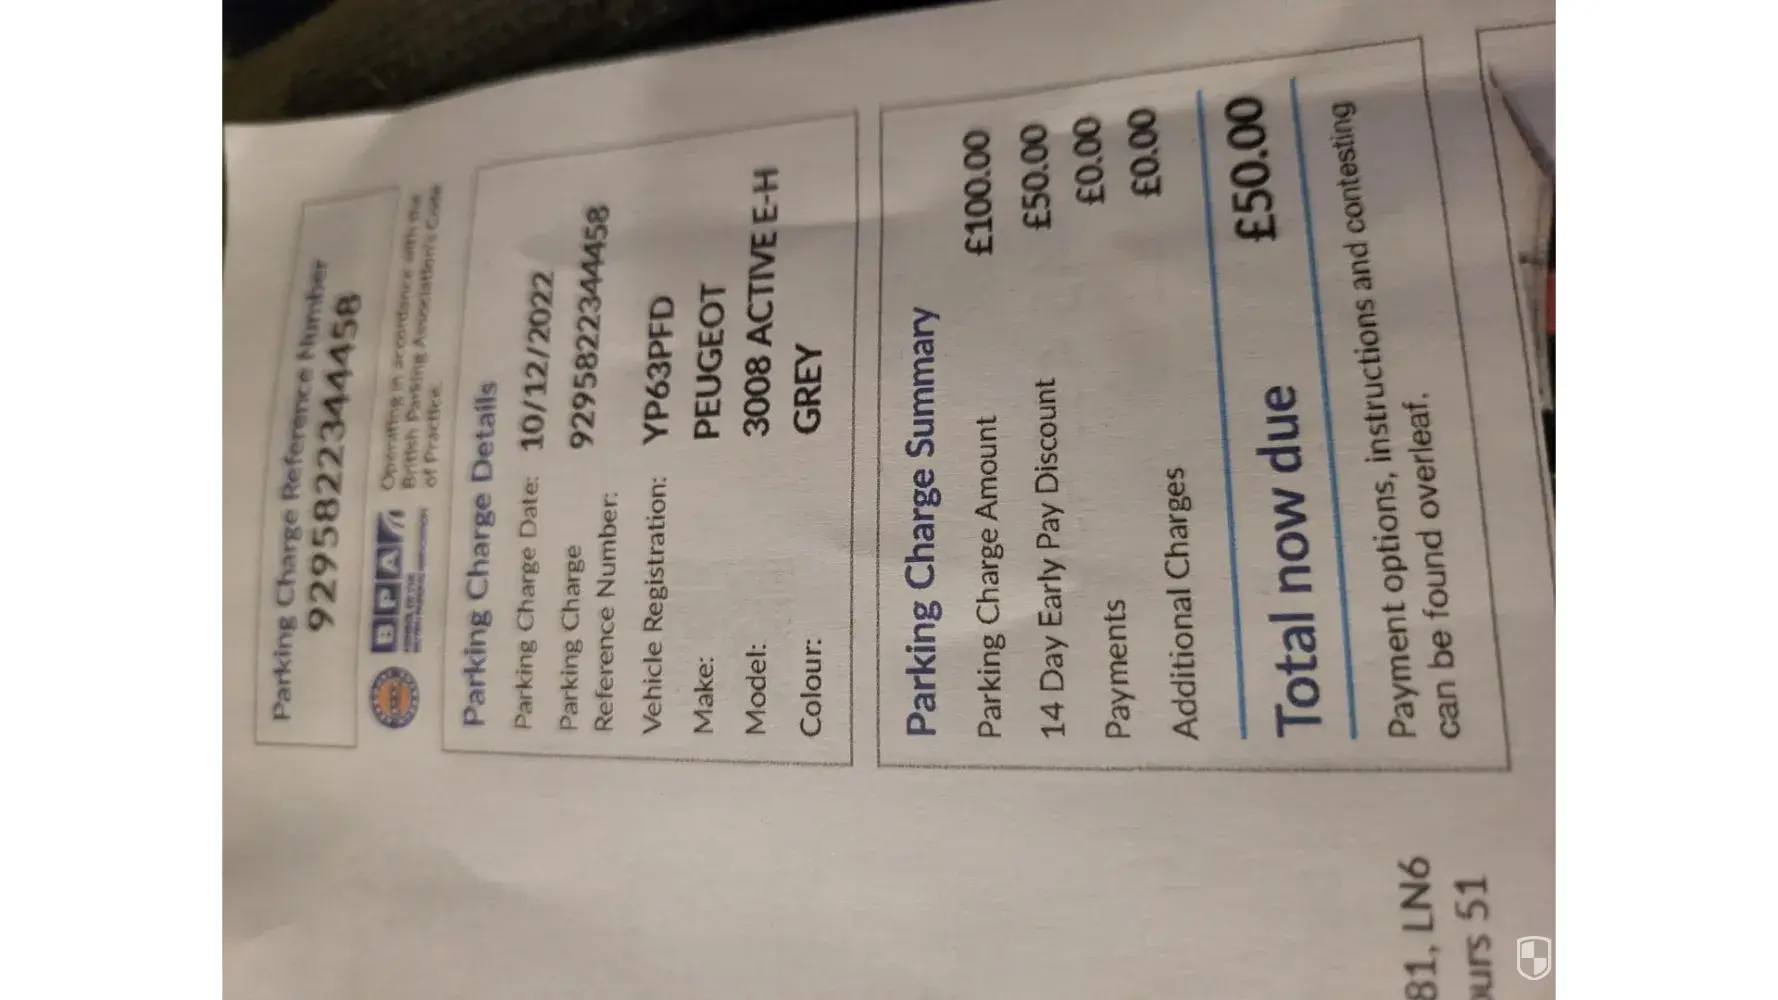 Parking Charge Reference Number
9295822344458
BPA
Operating in accordance with the
British Parking Association's Code
of Practice.
Parking Charge Details
Parking Charge Date: 10/12/2022
Parking Charge
Reference Number: 9295822344458
Vehicle Registration: YP63PFD
Make: PEUGEOT
Model: 3008 ACTIVE E-H
Colour: GREY
Parking Charge Summary
Parking Charge Amount £100.00
14 Day Early Pay Discount £50.00
Payments £0.00
Additional Charges £0.00
Total now due £50.00
Payment options, instructions and contesting
can be found overleaf.
81, LN6
ours 51